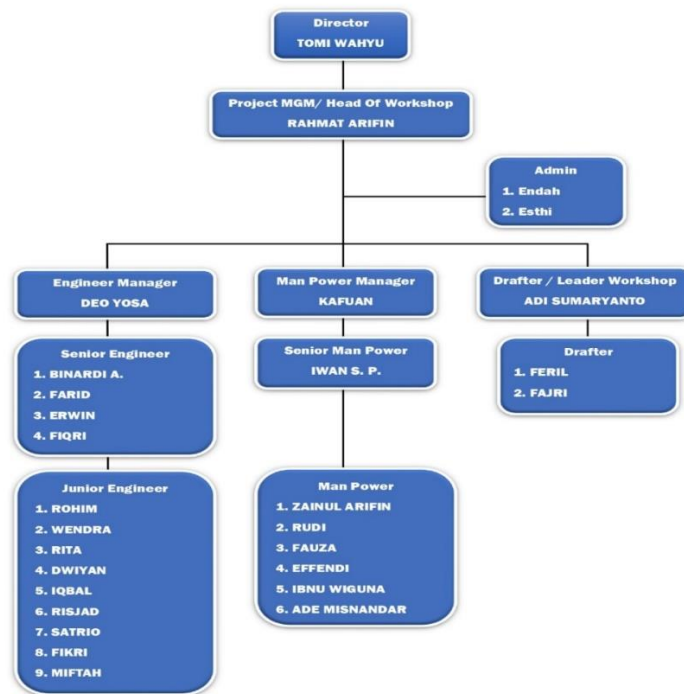 Director
TOMI WAHYU
Project MGM/ Head Of Workshop
RAHMAT ARIFIN
Admin
1. Endah
2. Esthi
Engineer Manager
DEO YOSA
Man Power Manager
KAFUAN
Drafter / Leader Workshop
ADI SUMARYANTO
Senior Engineer
1. BINARDI A.
2. FARID
3. ERWIN
4. FIQRI
Senior Man Power
IWAN S. P.
Drafter
1. FERIL
2. FAJRI
Junior Engineer
1. ROHIM
2. WENDRA
3. RITA
4. DWIYAN
5. IQBAL
6. RISJAD
7. SATRIO
8. FIKRI
9. MIFTAH
Man Power
1. ZAINUL ARIFIN
2. RUDI
3. FAUZA
4. EFFENDI
5. IBNU WIGUNA
6. ADE MISNANDAR